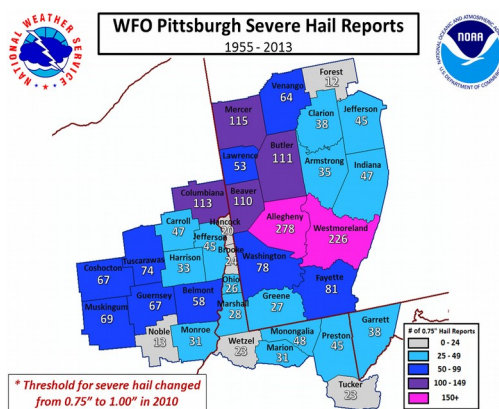 WFO Pittsburgh Severe Hail Reports
1955 - 2013
NATIONAL WEATHER SERVICE
NATIONAL OCEANIC AND ATMOSPHERIC ADMINISTRATION
NOAA
U.S. DEPARTMENT OF COMMERCE
Forest
12
Venango
64
Clarion
38
Jefferson
45
Mercer
115
Butler
111
Lawrence
53
Armstrong
35
Indiana
47
Columbiana
113
Beaver
110
Allegheny
278
Westmoreland
226
Carroll
47
Hancock
20
Jefferson
45
Brooke
24
Tuscarawas
74
Harrison
33
Washington
78
Coshocton
67
Ohio
26
Fayette
81
Guernsey
67
Belmont
58
Marshall
28
Greene
27
Muskingum
69
Noble
13
Monroe
31
Wetzel
23
Monongalia
48
Marion
31
Preston
45
Garrett
38
Tucker
23
# of 0.75" Hail Reports
0 - 24
25 - 49
50 - 99
100 - 149
150+
* Threshold for severe hail changed
from 0.75” to 1.00” in 2010